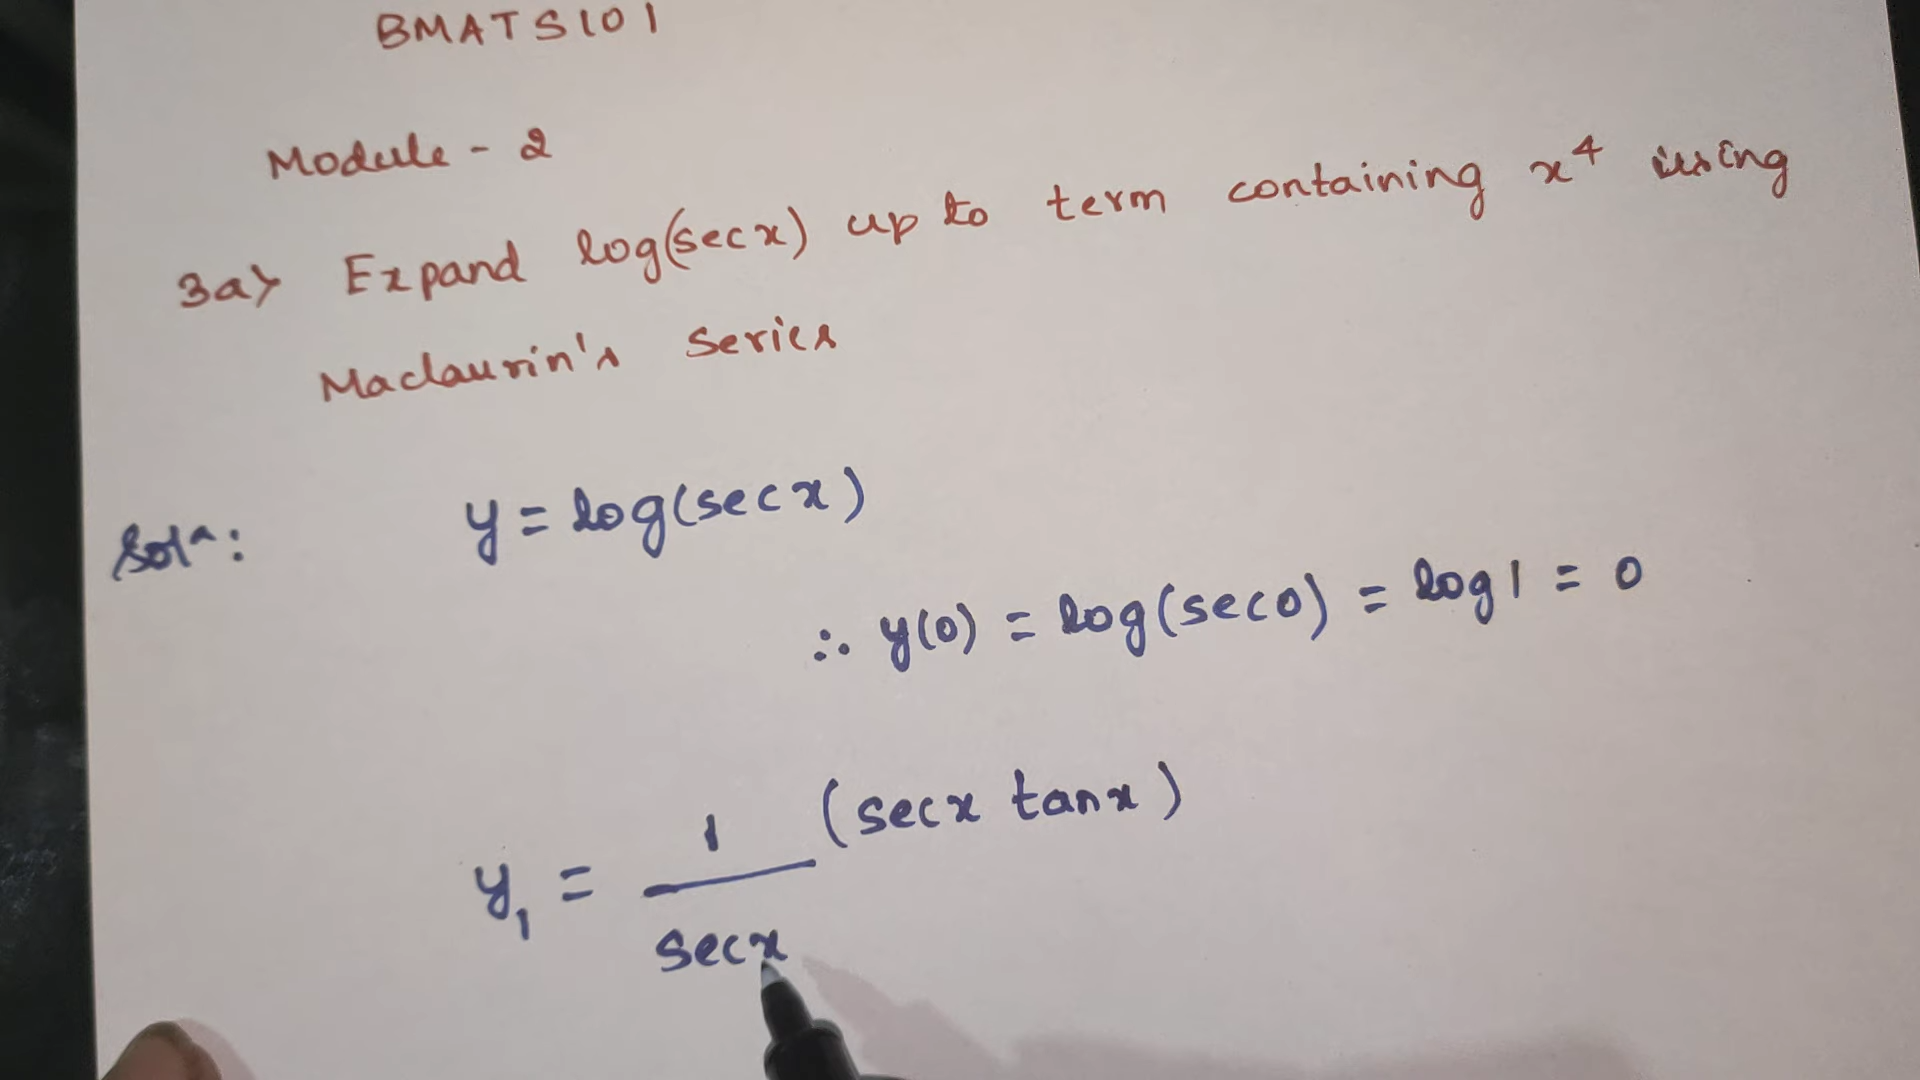 BMATS101
Module - 2
3a> Expand log(secx) up to term containing x⁴ using
Maclaurin's Series
Solⁿ: y = log(secx)
∴ y(0) = log(sec0) = log1 = 0
y₁ = 1/secx (secx tanx)